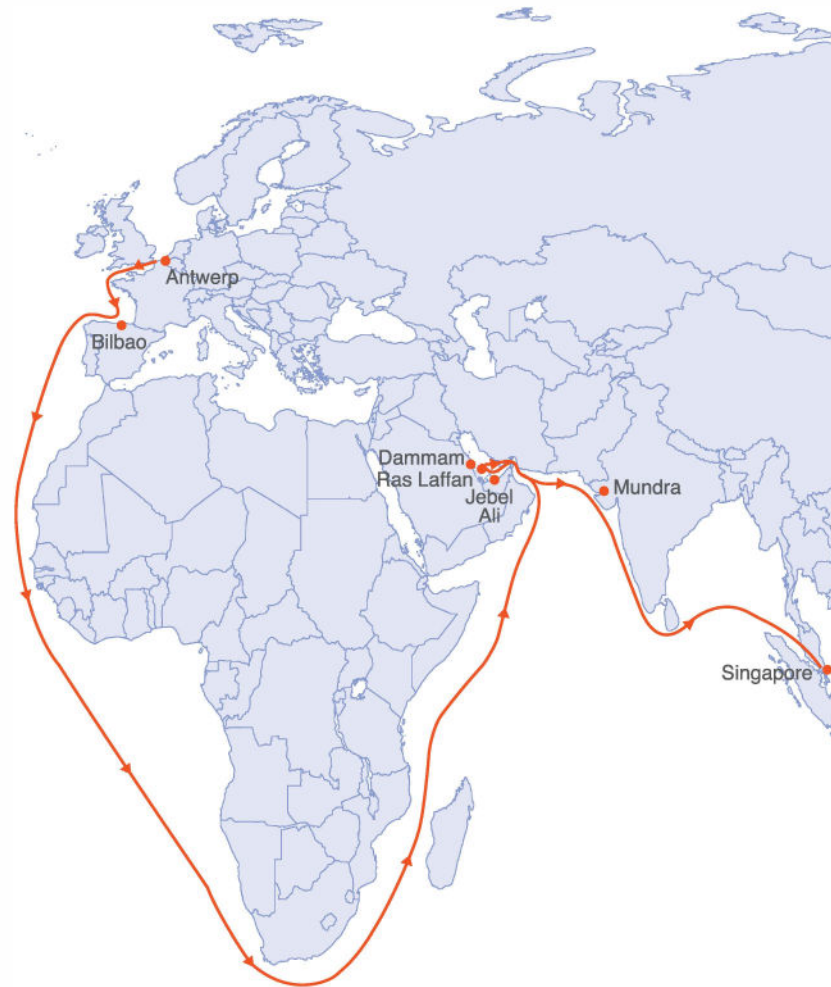 Antwerp
Bilbao
Dammam
Ras Laffan
Jebel
Ali
Mundra
Singapore